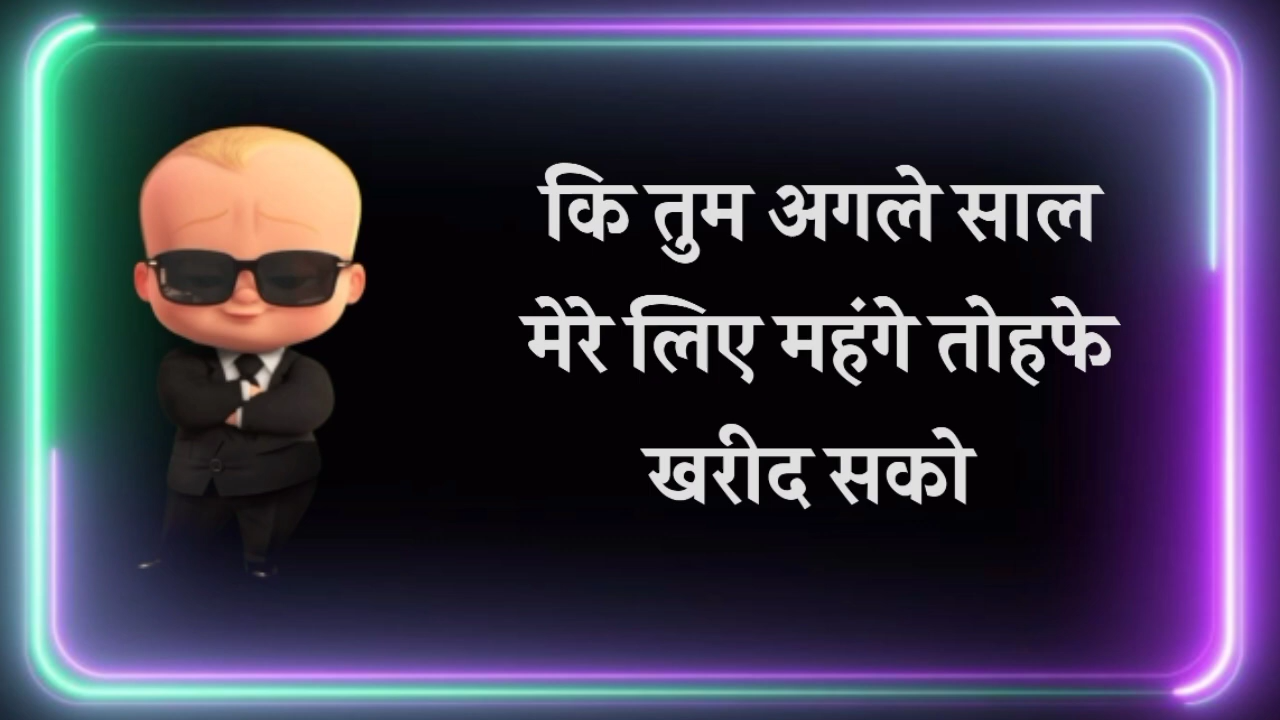 कि तुम अगले साल
मेरे लिए महंगे तोहफे
खरीद सको